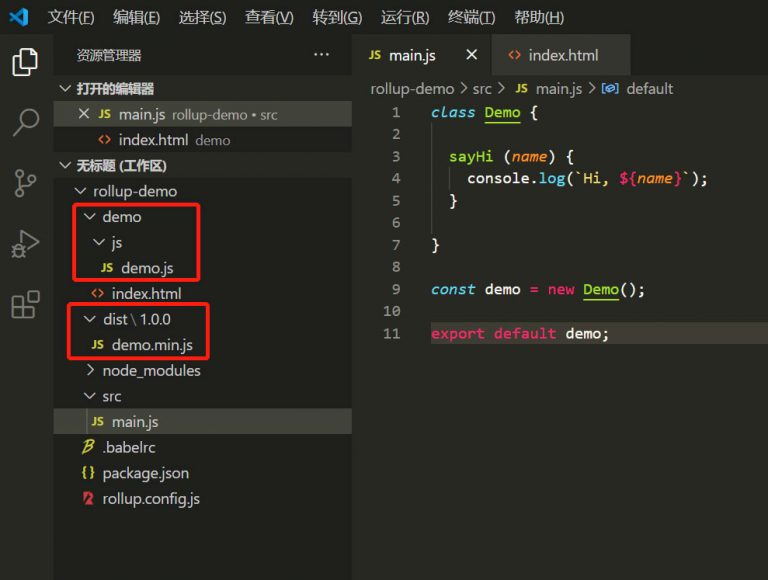 文件(F) 编辑(E) 选择(S) 查看(V) 转到(G) 运行(R) 终端(T) 帮助(H)
资源管理器 ···
打开的编辑器
× JS main.js rollup-demo • src
<> index.html demo
无标题 (工作区)
rollup-demo
demo
js
JS demo.js
<> index.html
dist \ 1.0.0
JS demo.min.js
node_modules
src
JS main.js
.babelrc
{} package.json
rollup.config.js
JS main.js × <> index.html
rollup-demo > src > JS main.js > default
1 class Demo {
2
3 sayHi (name) {
4 console.log(`Hi, ${name}`);
5 }
6
7 }
8
9 const demo = new Demo();
10
11 export default demo;